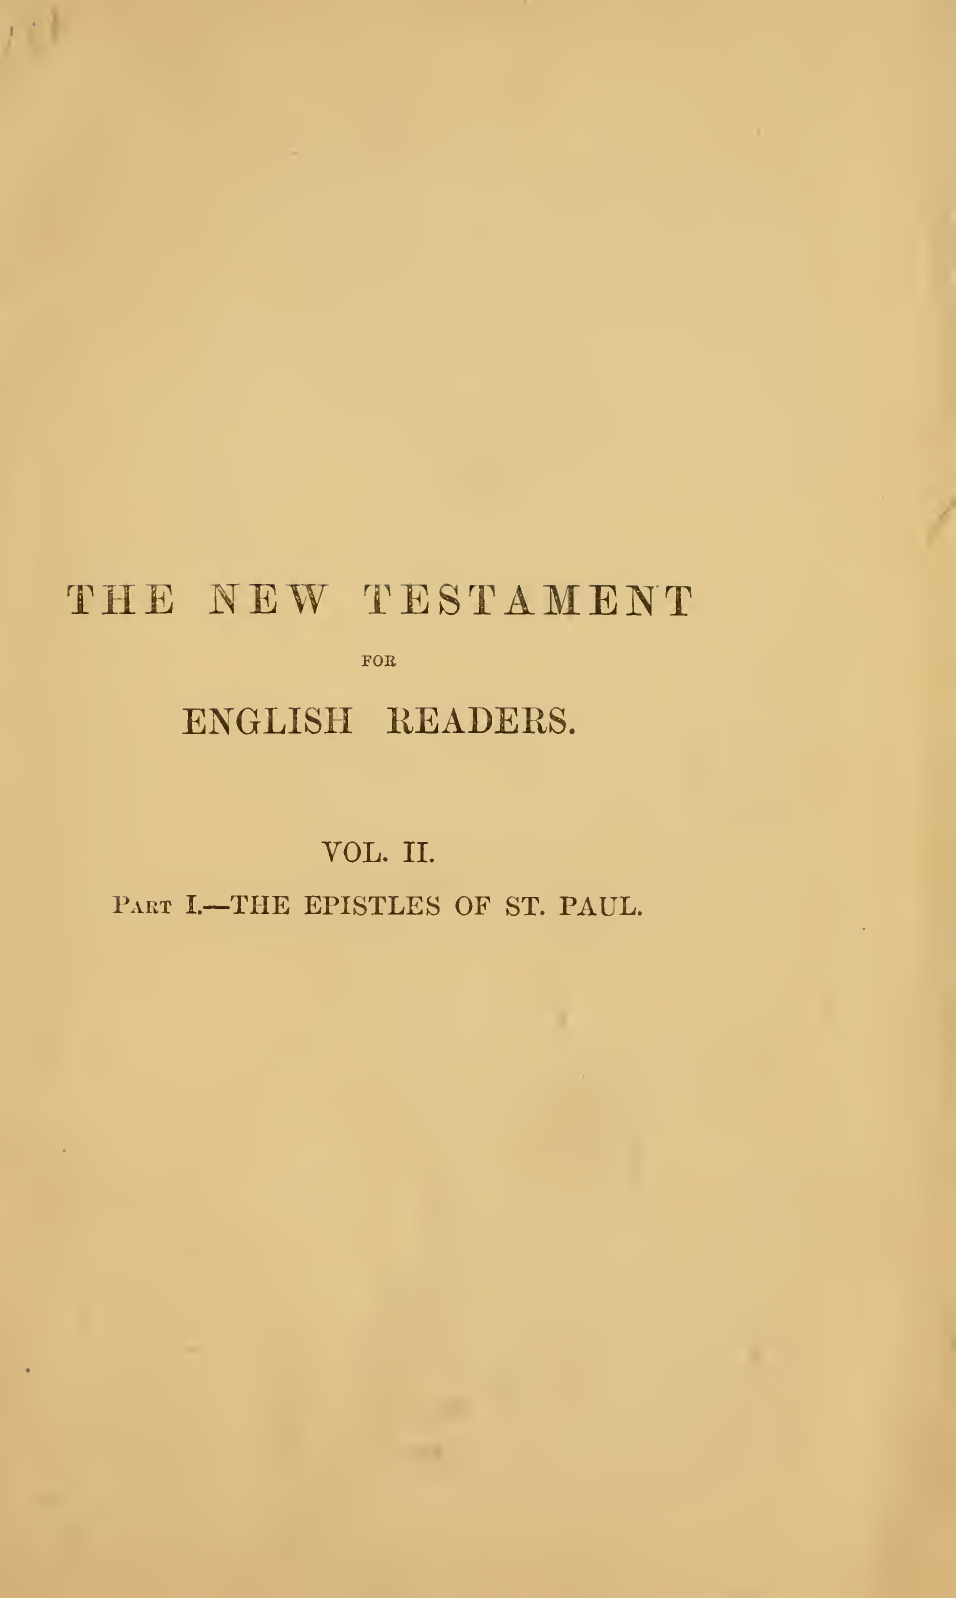 THE NEW TESTAMENT
FOR
ENGLISH READERS.
VOL. II.
PART I.—THE EPISTLES OF ST. PAUL.